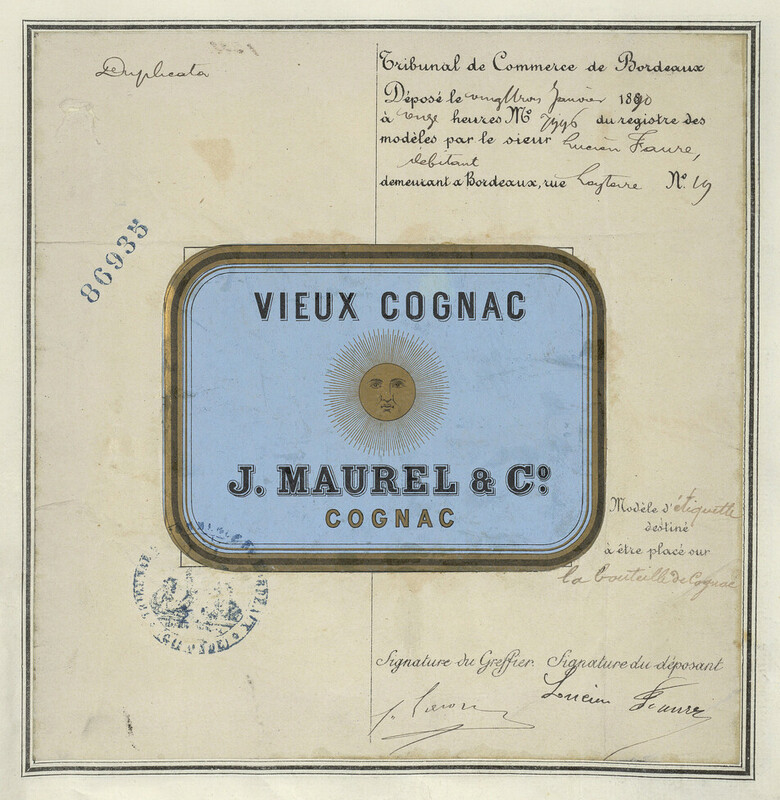 Duplicata
Tribunal de Commerce de Bordeaux
Déposé le vingt trois Janvier 1890
à onze heures No 7996 du registre des
modèles par le sieur Lucien Faure,
débitant
demeurant a Bordeaux, rue No. 19
86935
VIEUX COGNAC
J. MAUREL & Co.
COGNAC
Modèle d'étiquette
destiné
à être placé sur
la bouteille de Cognac
Signature du Greffier. Signature du déposant
Lucien Faure